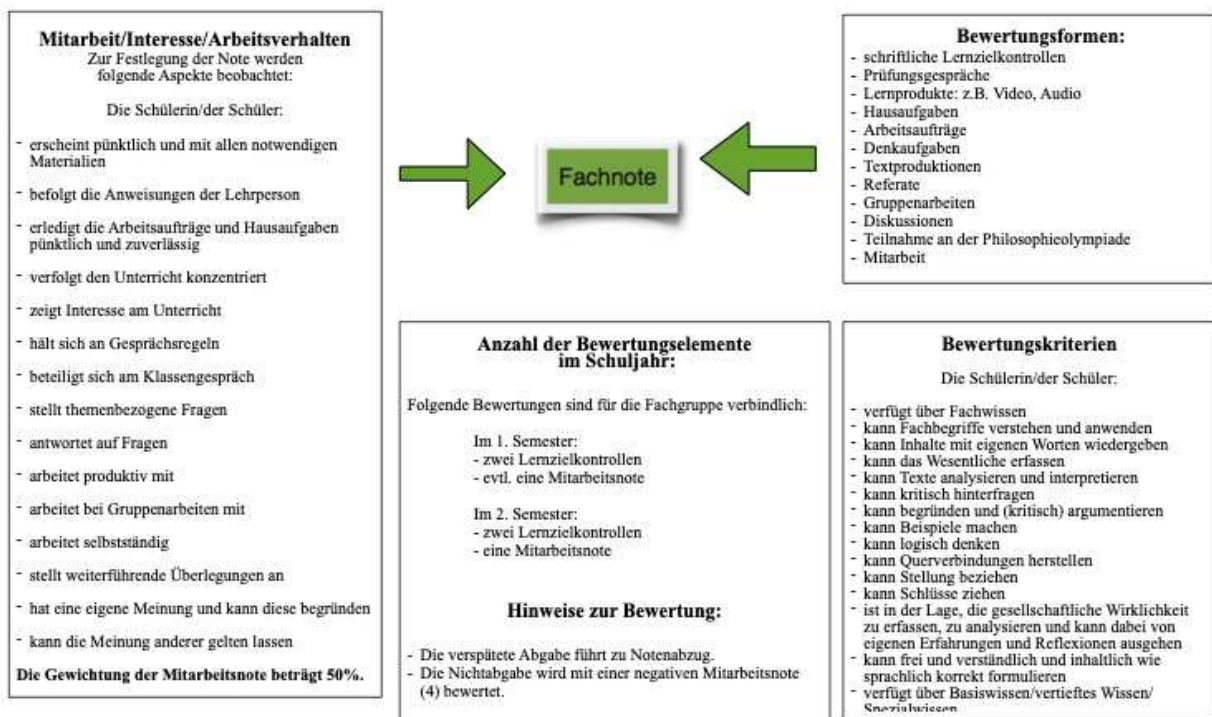 Mitarbeit/Interesse/Arbeitsverhalten
Zur Festlegung der Note werden
folgende Aspekte beobachtet:
Die Schülerin/der Schüler:
- erscheint pünktlich und mit allen notwendigen
Materialien
- befolgt die Anweisungen der Lehrperson
- erledigt die Arbeitsaufträge und Hausaufgaben
pünktlich und zuverlässig
- verfolgt den Unterricht konzentriert
- zeigt Interesse am Unterricht
- hält sich an Gesprächsregeln
- beteiligt sich am Klassengespräch
- stellt themenbezogene Fragen
- antwortet auf Fragen
- arbeitet produktiv mit
- arbeitet bei Gruppenarbeiten mit
- arbeitet selbstständig
- stellt weiterführende Überlegungen an
- hat eine eigene Meinung und kann diese begründen
- kann die Meinung anderer gelten lassen
Die Gewichtung der Mitarbeitsnote beträgt 50%.
Fachnote
Bewertungsformen:
- schriftliche Lernzielkontrollen
- Prüfungsgespräche
- Lernprodukte: z.B. Video, Audio
- Hausaufgaben
- Arbeitsaufträge
- Denkaufgaben
- Textproduktionen
- Referate
- Gruppenarbeiten
- Diskussionen
- Teilnahme an der Philosophieolympiade
- Mitarbeit
Anzahl der Bewertungselemente
im Schuljahr:
Folgende Bewertungen sind für die Fachgruppe verbindlich:
Im 1. Semester:
- zwei Lernzielkontrollen
- evtl. eine Mitarbeitsnote
Im 2. Semester:
- zwei Lernzielkontrollen
- eine Mitarbeitsnote
Hinweise zur Bewertung:
- Die verspätete Abgabe führt zu Notenabzug.
- Die Nichtabgabe wird mit einer negativen Mitarbeitsnote
(4) bewertet.
Bewertungskriterien
Die Schülerin/der Schüler:
- verfügt über Fachwissen
- kann Fachbegriffe verstehen und anwenden
- kann Inhalte mit eigenen Worten wiedergeben
- kann das Wesentliche erfassen
- kann Texte analysieren und interpretieren
- kann kritisch hinterfragen
- kann begründen und (kritisch) argumentieren
- kann Beispiele machen
- kann logisch denken
- kann Querverbindungen herstellen
- kann Stellung beziehen
- kann Schlüsse ziehen
- ist in der Lage, die gesellschaftliche Wirklichkeit
zu erfassen, zu analysieren und kann dabei von
eigenen Erfahrungen und Reflexionen ausgehen
- kann frei und verständlich und inhaltlich wie
sprachlich korrekt formulieren
- verfügt über Basiswissen/vertieftes Wissen/
Spezialwissen